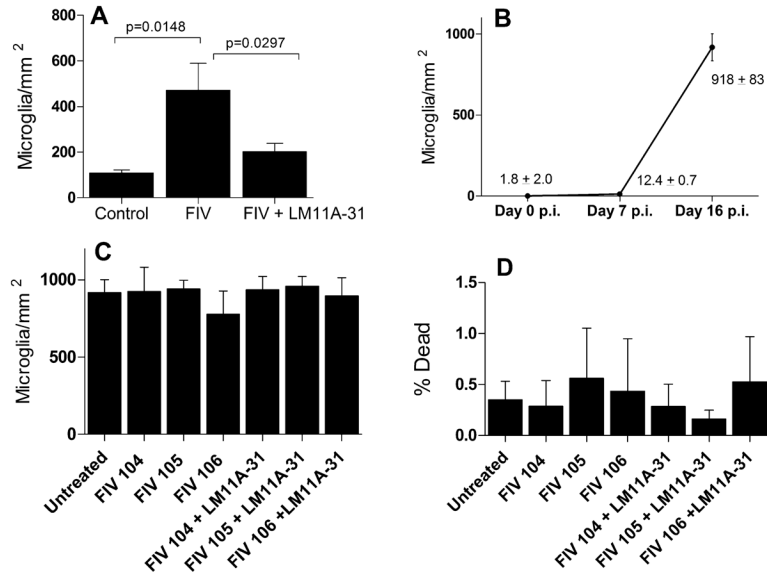 A
p=0.0148
p=0.0297
Microglia/mm 2
800
600
400
200
0
Control
FIV
FIV + LM11A-31
B
Microglia/mm 2
1000
500
0
1.8 ± 2.0
12.4 ± 0.7
918 ± 83
Day 0 p.i.
Day 7 p.i.
Day 16 p.i.
C
Microglia/mm 2
1000
500
0
Untreated
FIV 104
FIV 105
FIV 106
FIV 104 + LM11A-31
FIV 105 + LM11A-31
FIV 106 +LM11A-31
D
% Dead
1.5
1.0
0.5
0.0
Untreated
FIV 104
FIV 105
FIV 106
FIV 104 + LM11A-31
FIV 105 + LM11A-31
FIV 106 +LM11A-31